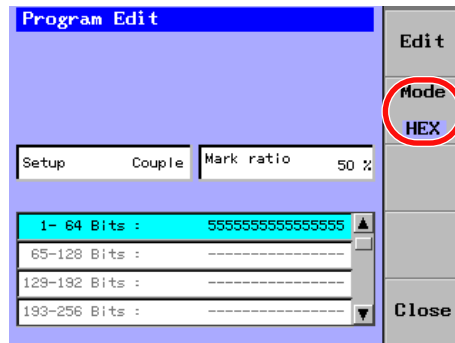 Program Edit
Edit
Mode
HEX
Setup Couple
Mark ratio 50 %
1- 64 Bits : 5555555555555555
65-128 Bits : ----------------
129-192 Bits : ----------------
193-256 Bits : ----------------
Close